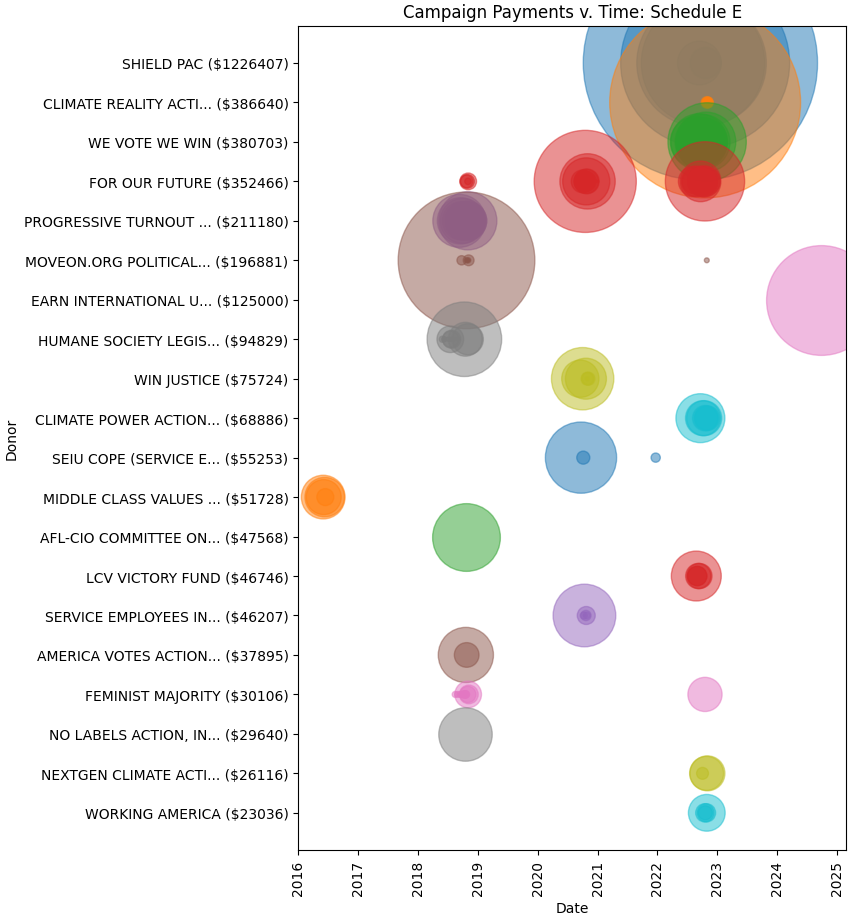 Campaign Payments v. Time: Schedule E
SHIELD PAC ($1226407)
CLIMATE REALITY ACTI... ($386640)
WE VOTE WE WIN ($380703)
FOR OUR FUTURE ($352466)
PROGRESSIVE TURNOUT ... ($211180)
MOVEON.ORG POLITICAL... ($196881)
EARN INTERNATIONAL U... ($125000)
HUMANE SOCIETY LEGIS... ($94829)
WIN JUSTICE ($75724)
CLIMATE POWER ACTION... ($68886)
SEIU COPE (SERVICE E... ($55253)
MIDDLE CLASS VALUES ... ($51728)
AFL-CIO COMMITTEE ON... ($47568)
LCV VICTORY FUND ($46746)
SERVICE EMPLOYEES IN... ($46207)
AMERICA VOTES ACTION... ($37895)
FEMINIST MAJORITY ($30106)
NO LABELS ACTION, IN... ($29640)
NEXTGEN CLIMATE ACTI... ($26116)
WORKING AMERICA ($23036)
Donor
2016
2017
2018
2019
2020
2021
2022
2023
2024
2025
Date